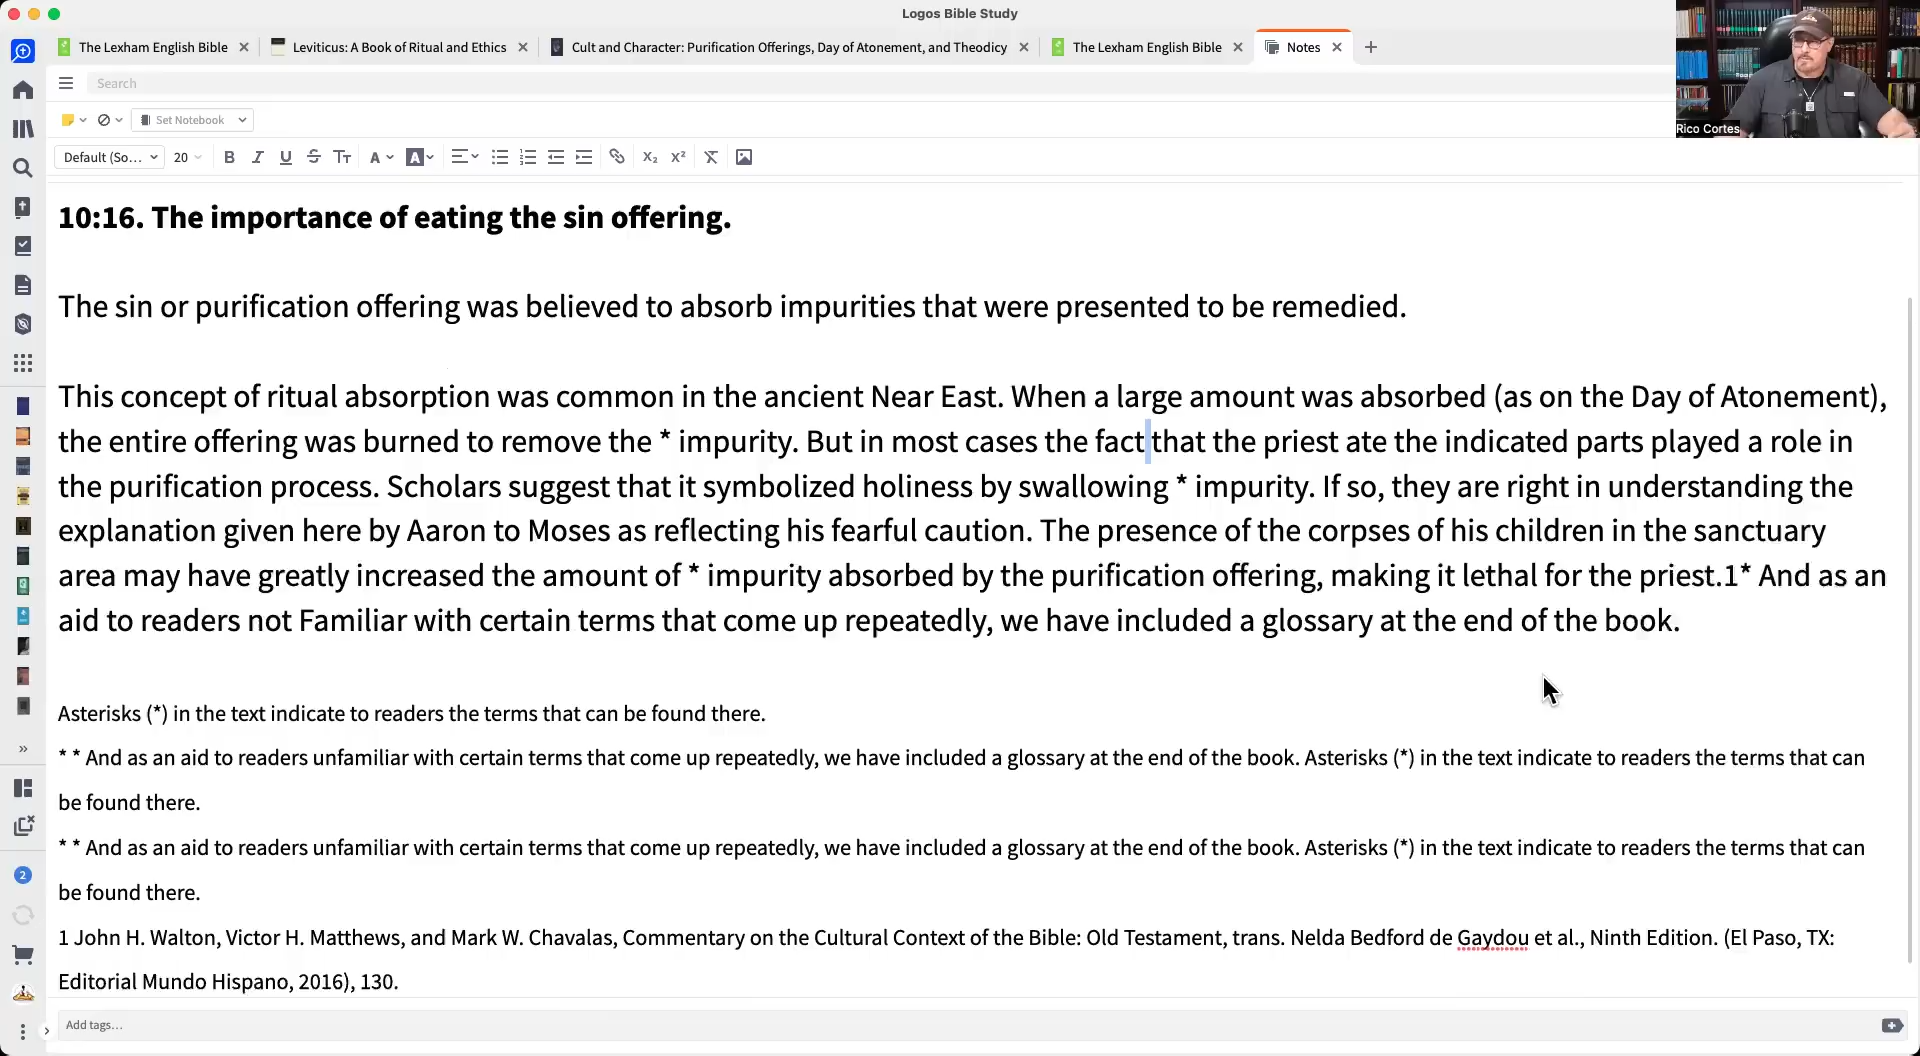 Logos Bible Study
The Lexham English Bible
Leviticus: A Book of Ritual and Ethics
Cult and Character: Purification Offerings, Day of Atonement, and Theodicy
The Lexham English Bible
Notes
Search
Set Notebook
Default (So...
20
B I U S Tт A A X₂ X²
Rico Cortes
10:16. The importance of eating the sin offering.
The sin or purification offering was believed to absorb impurities that were presented to be remedied.
This concept of ritual absorption was common in the ancient Near East. When a large amount was absorbed (as on the Day of Atonement),
the entire offering was burned to remove the * impurity. But in most cases the fact that the priest ate the indicated parts played a role in
the purification process. Scholars suggest that it symbolized holiness by swallowing * impurity. If so, they are right in understanding the
explanation given here by Aaron to Moses as reflecting his fearful caution. The presence of the corpses of his children in the sanctuary
area may have greatly increased the amount of * impurity absorbed by the purification offering, making it lethal for the priest.1* And as an
aid to readers not Familiar with certain terms that come up repeatedly, we have included a glossary at the end of the book.
Asterisks (*) in the text indicate to readers the terms that can be found there.
* * And as an aid to readers unfamiliar with certain terms that come up repeatedly, we have included a glossary at the end of the book. Asterisks (*) in the text indicate to readers the terms that can
be found there.
* * And as an aid to readers unfamiliar with certain terms that come up repeatedly, we have included a glossary at the end of the book. Asterisks (*) in the text indicate to readers the terms that can
be found there.
1 John H. Walton, Victor H. Matthews, and Mark W. Chavalas, Commentary on the Cultural Context of the Bible: Old Testament, trans. Nelda Bedford de Gaydou et al., Ninth Edition. (El Paso, TX:
Editorial Mundo Hispano, 2016), 130.
2
Add tags...